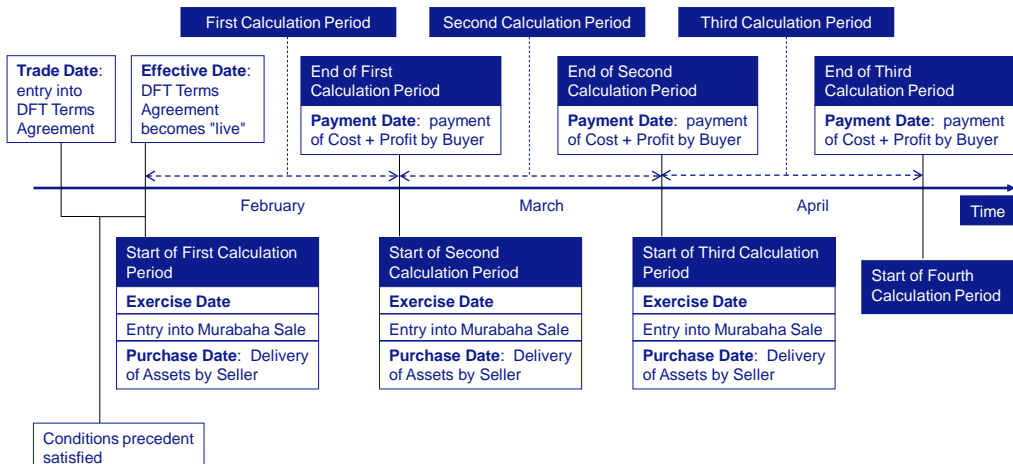 First Calculation Period
Second Calculation Period
Third Calculation Period
Trade Date:
entry into
DFT Terms
Agreement
Effective Date:
DFT Terms
Agreement
becomes "live"
End of First
Calculation Period
Payment Date: payment
of Cost + Profit by Buyer
End of Second
Calculation Period
Payment Date: payment
of Cost + Profit by Buyer
End of Third
Calculation Period
Payment Date: payment
of Cost + Profit by Buyer
February
March
April
Time
Start of First Calculation
Period
Exercise Date
Entry into Murabaha Sale
Purchase Date: Delivery
of Assets by Seller
Start of Second
Calculation Period
Exercise Date
Entry into Murabaha Sale
Purchase Date: Delivery
of Assets by Seller
Start of Third Calculation
Period
Exercise Date
Entry into Murabaha Sale
Purchase Date: Delivery
of Assets by Seller
Start of Fourth
Calculation Period
Conditions precedent
satisfied